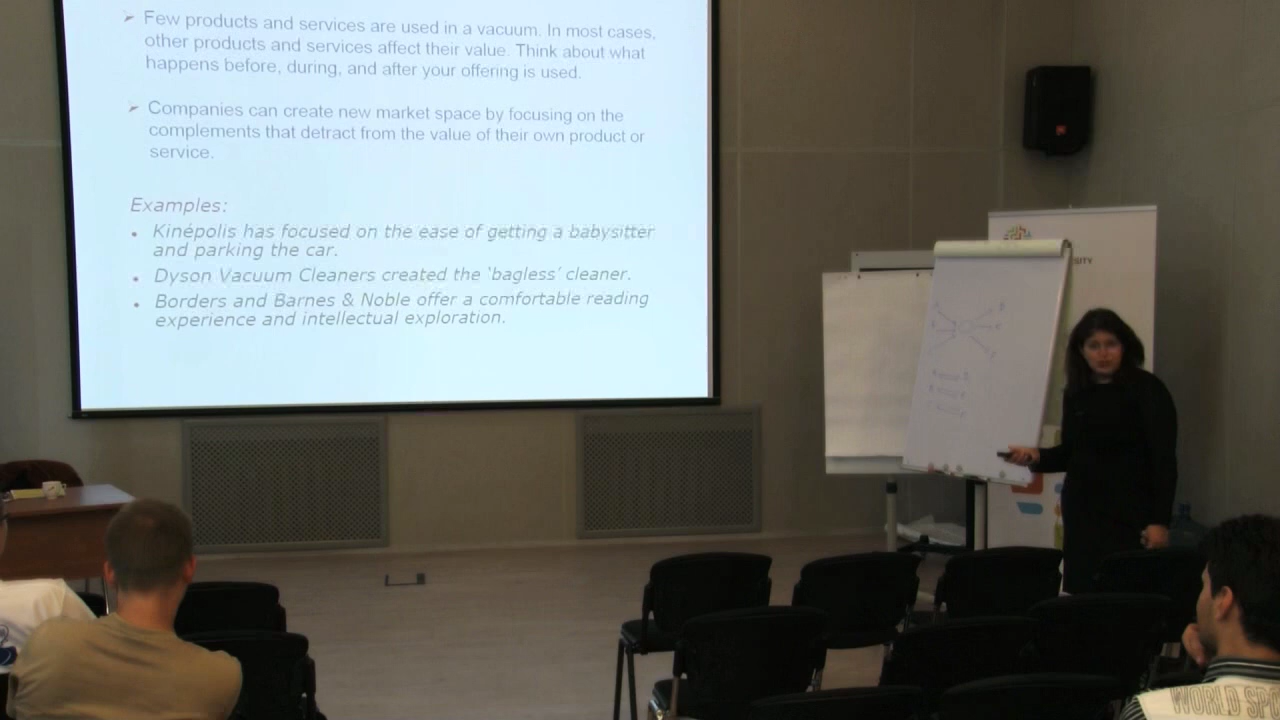 Few products and services are used in a vacuum. In most cases,
other products and services affect their value. Think about what
happens before, during, and after your offering is used.
Companies can create new market space by focusing on the
complements that detract from the value of their own product or
service.
Examples:
Kinépolis has focused on the ease of getting a babysitter
and parking the car.
Dyson Vacuum Cleaners created the ‘bagless’ cleaner.
Borders and Barnes & Noble offer a comfortable reading
experience and intellectual exploration.
WORLD